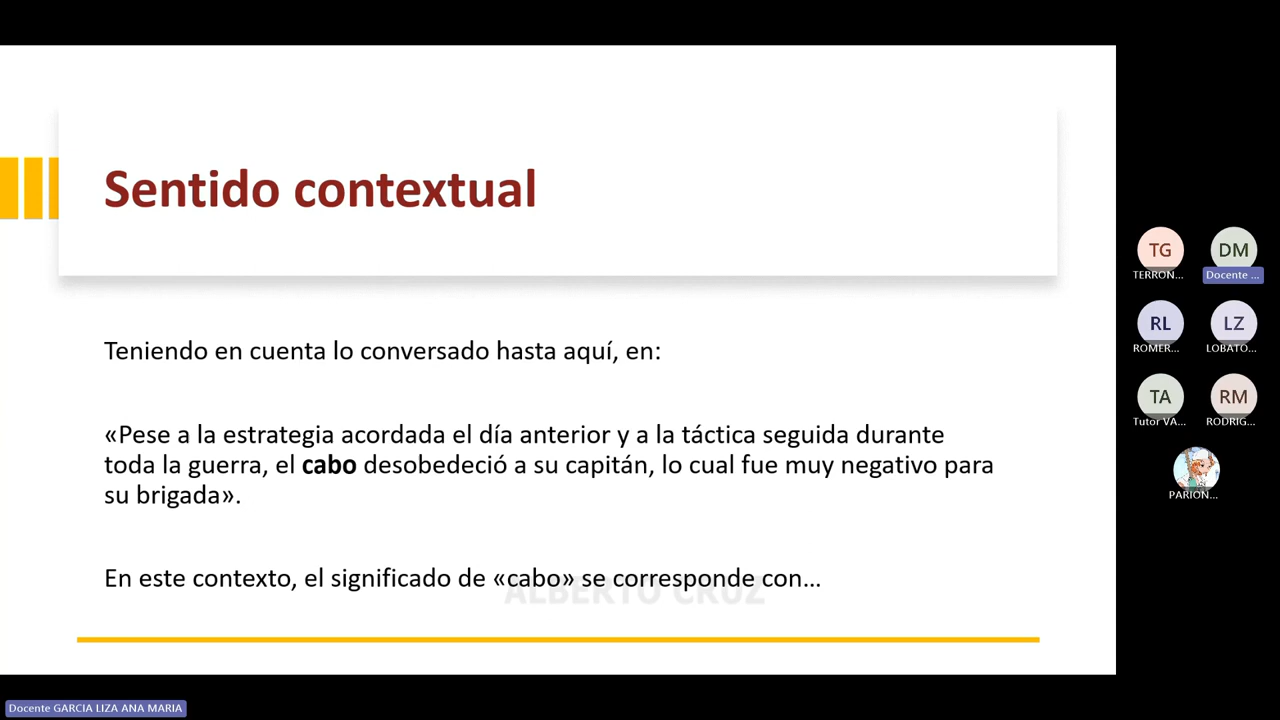 Sentido contextual
Teniendo en cuenta lo conversado hasta aquí, en:
«Pese a la estrategia acordada el día anterior y a la táctica seguida durante
toda la guerra, el cabo desobedeció a su capitán, lo cual fue muy negativo para
su brigada».
En este contexto, el significado de «cabo» se corresponde con...
ALBERTO CRUZ
TG
TERRON...
DM
Docente ...
RL
ROMER...
LZ
LOBATO...
TA
Tutor VA...
RM
RODRIG...
PARION...
Docente GARCIA LIZA ANA MARIA